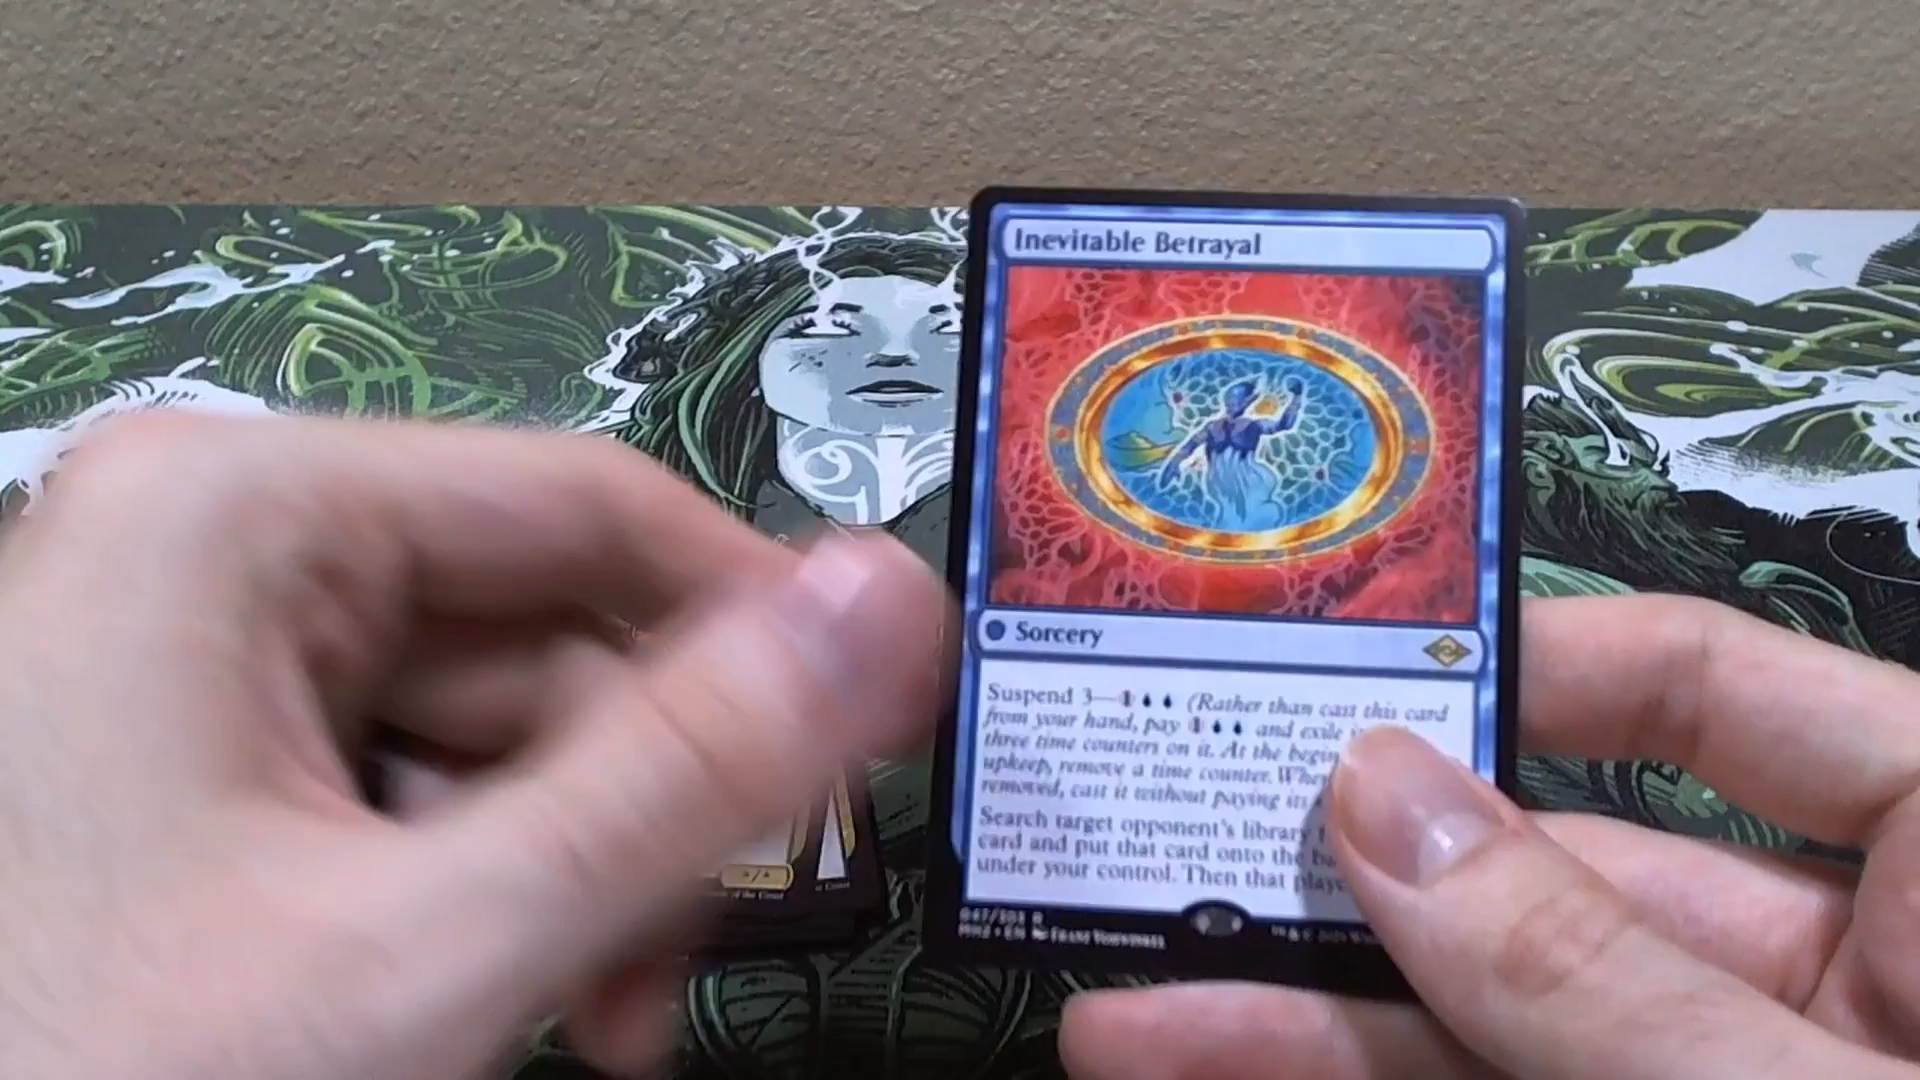 Inevitable Betrayal
Sorcery
Suspend 3—1 (Rather than cast this card
from your hand, pay 1 and exile
three time counters on it. At the
upkeep, remove a time counter. When
removed, cast it without paying its
Search target opponent's library
card and put that card onto the
under your control. Then that
MH2 • EN